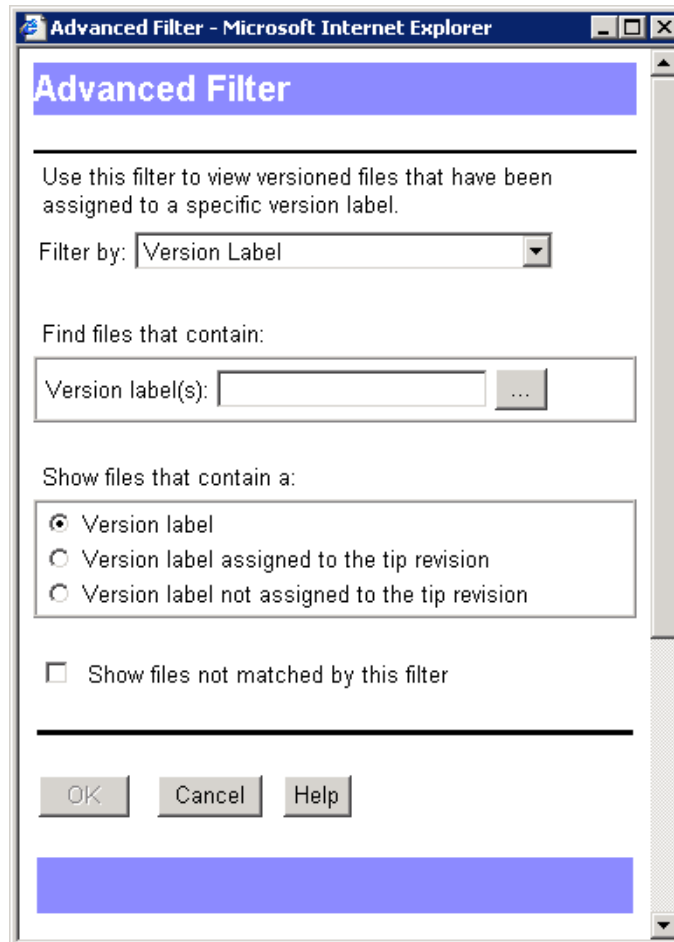 Advanced Filter - Microsoft Internet Explorer
Advanced Filter
Use this filter to view versioned files that have been
assigned to a specific version label.
Filter by: Version Label
Find files that contain:
Version label(s): ...
Show files that contain a:
Version label
Version label assigned to the tip revision
Version label not assigned to the tip revision
Show files not matched by this filter
OK Cancel Help